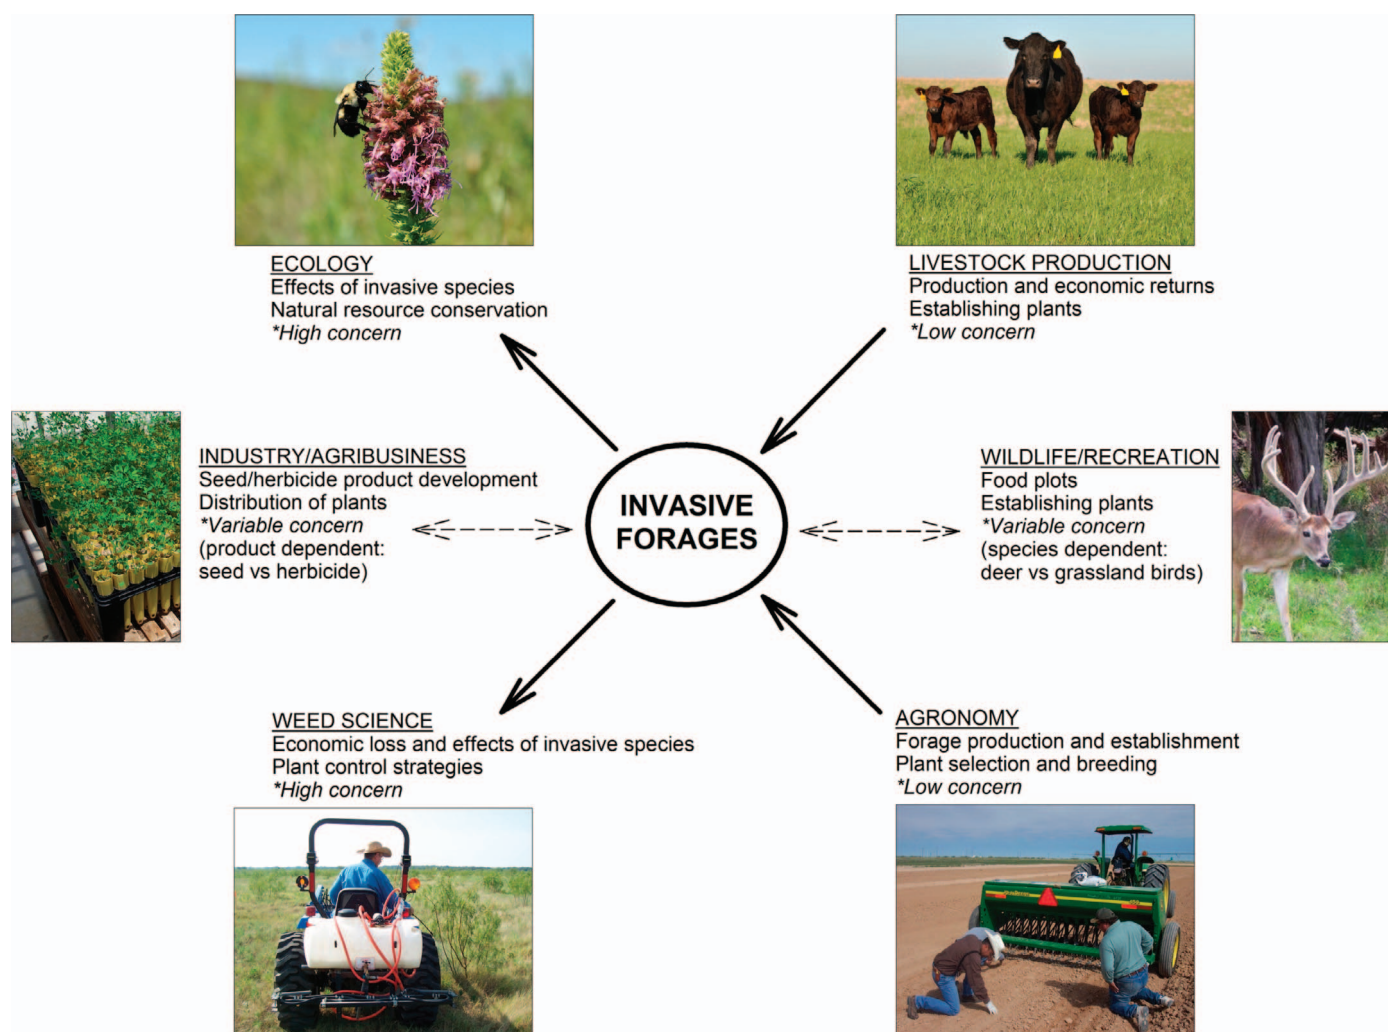 ECOLOGY
Effects of invasive species
Natural resource conservation
*High concern
LIVESTOCK PRODUCTION
Production and economic returns
Establishing plants
*Low concern
INDUSTRY/AGRIBUSINESS
Seed/herbicide product development
Distribution of plants
*Variable concern
(product dependent:
seed vs herbicide)
INVASIVE
FORAGES
WILDLIFE/RECREATION
Food plots
Establishing plants
*Variable concern
(species dependent:
deer vs grassland birds)
WEED SCIENCE
Economic loss and effects of invasive species
Plant control strategies
*High concern
AGRONOMY
Forage production and establishment
Plant selection and breeding
*Low concern